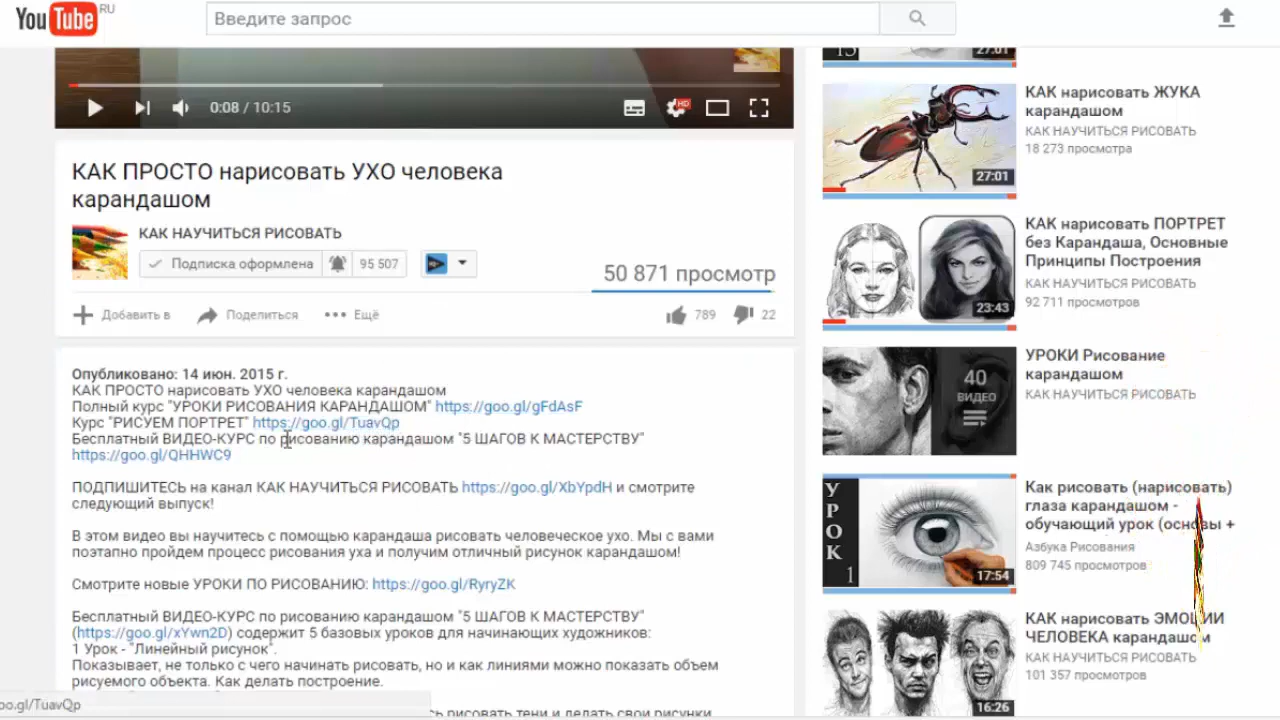 YouTube RU
Введите запрос
0:08 / 10:15
HD
КАК ПРОСТО нарисовать УХО человека
карандашом
КАК НАУЧИТЬСЯ РИСОВАТЬ
Подписка оформлена
95 507
50 871 просмотр
Добавить в
Поделиться
Ещё
789
22
Опубликовано: 14 июн. 2015 г.
КАК ПРОСТО нарисовать УХО человека карандашом
Полный курс "УРОКИ РИСОВАНИЯ КАРАНДАШОМ" https://goo.gl/gFdAsF
Курс "РИСУЕМ ПОРТРЕТ" https://goo.gl/TuavQp
Бесплатный ВИДЕО-КУРС по рисованию карандашом "5 ШАГОВ К МАСТЕРСТВУ"
https://goo.gl/QHHWC9
ПОДПИШИТЕСЬ на канал КАК НАУЧИТЬСЯ РИСОВАТЬ https://goo.gl/XbYpdH и смотрите
следующий выпуск!
В этом видео вы научитесь с помощью карандаша рисовать человеческое ухо. Мы с вами
поэтапно пройдем процесс рисования уха и получим отличный рисунок карандашом!
Смотрите новые УРОКИ ПО РИСОВАНИЮ: https://goo.gl/RyryZK
Бесплатный ВИДЕО-КУРС по рисованию карандашом "5 ШАГОВ К МАСТЕРСТВУ"
(https://goo.gl/xYwn2D) содержит 5 базовых уроков для начинающих художников:
1 Урок - "Линейный рисунок".
Показывает, не только с чего начинать рисовать, но и как линиями можно показать объем
рисуемого объекта. Как делать построение.
рисовать тени и делать свои рисунки
oo.gl/TuavQp
27:01
КАК нарисовать ЖУКА
карандашом
КАК НАУЧИТЬСЯ РИСОВАТЬ
18 273 просмотра
27:01
КАК нарисовать ПОРТРЕТ
без Карандаша, Основные
Принципы Построения
КАК НАУЧИТЬСЯ РИСОВАТЬ
92 711 просмотров
23:43
УРОКИ Рисование
карандашом
КАК НАУЧИТЬСЯ РИСОВАТЬ
40
ВИДЕО
Как рисовать (нарисовать)
глаза карандашом -
обучающий урок (основы +
Азбука Рисования
809 745 просмотров
УРОК 1
17:54
КАК нарисовать ЭМОЦИИ
ЧЕЛОВЕКА карандашом
КАК НАУЧИТЬСЯ РИСОВАТЬ
101 357 просмотров
16:26